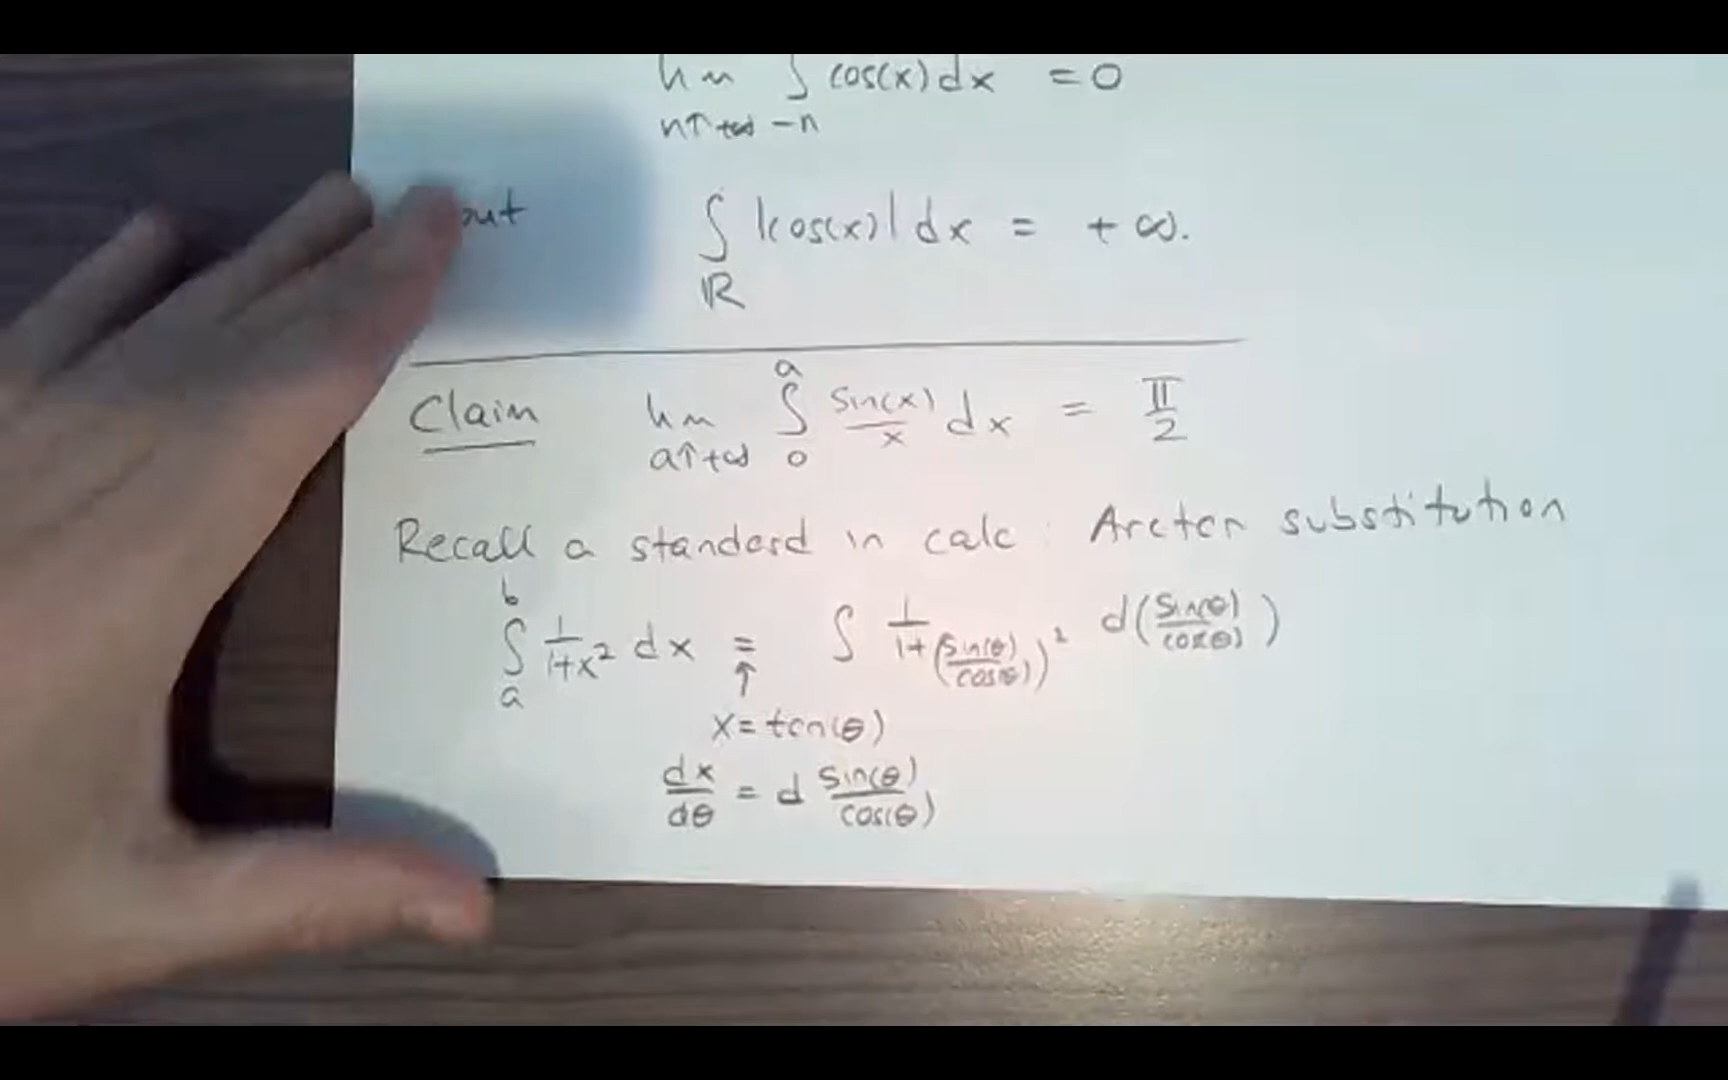 lim ∫ cos(x) dx = 0
n↑+∞ -n
but ∫ |cos(x)| dx = +∞.
ℝ
a
Claim lim ∫ sin(x)/x dx = π/2
a↑+∞ 0
Recall a standard in calc : Arctan substitution
b
∫ 1/1+x² dx = ∫ 1/1+(sin(θ)/cos(θ))² d(sin(θ)/cos(θ))
a ↑
x = tan(θ)
dx/dθ = d sin(θ)/cos(θ)